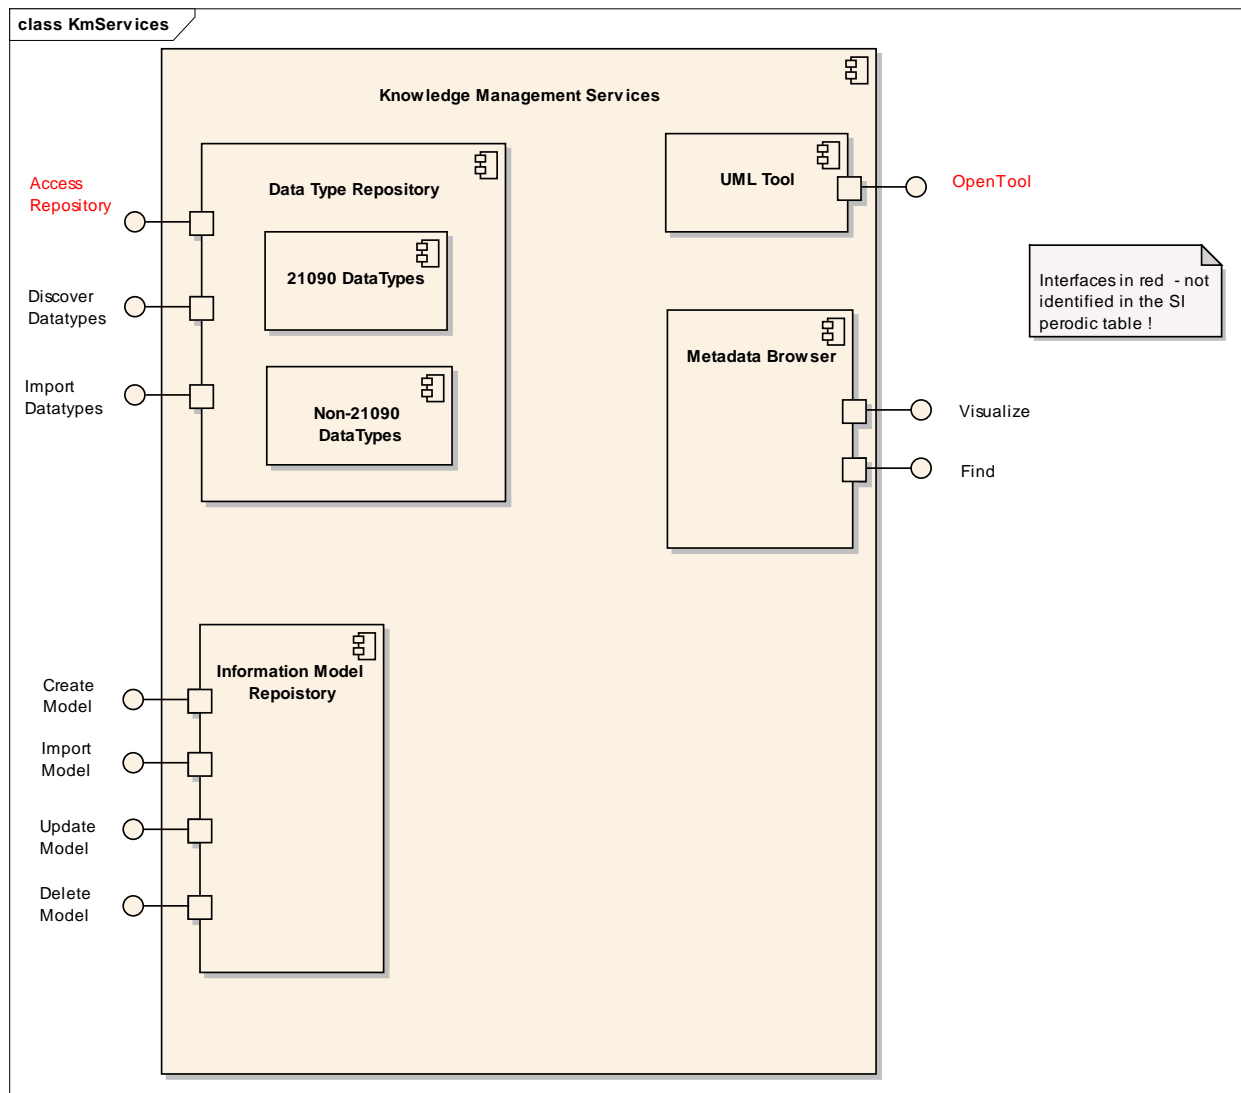 class KmServices
Knowledge Management Services
Data Type Repository
21090 DataTypes
Non-21090
DataTypes
UML Tool
Metadata Browser
Information Model
Repoistory
Access
Repository
Discover
Datatypes
Import
Datatypes
Create
Model
Import
Model
Update
Model
Delete
Model
OpenTool
Interfaces in red - not
identified in the SI
perodic table !
Visualize
Find